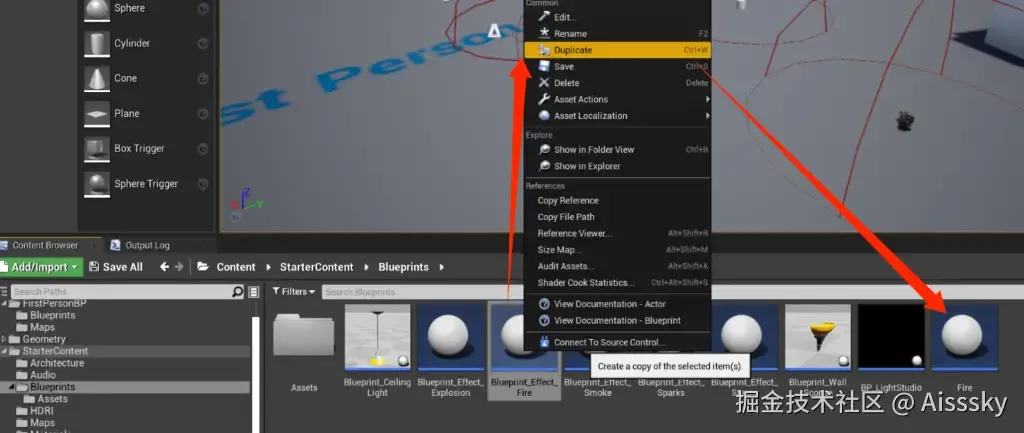 Sphere
Cylinder
Cone
Plane
Box Trigger
Sphere Trigger
st Person
Common
Edit...
Rename F2
Duplicate Ctrl+W
Save Ctrl+S
Delete Delete
Asset Actions
Asset Localization
Explore
Show in Folder View Ctrl+B
Show in Explorer
References
Copy Reference
Copy File Path
Reference Viewer... Alt+Shift+R
Size Map... Alt+Shift+M
Audit Assets... Alt+Shift+A
Shader Cook Statistics... Ctrl+Alt+Shift+S
View Documentation - Actor
View Documentation - Blueprint
Connect To Source Control...
Create a copy of the selected item(s).
Z
Y
Content Browser Output Log
Add/Import Save All Content StarterContent Blueprints
Search Paths Filters Search Blueprints
FirstPersonBP
Blueprints
Maps
Geometry
StarterContent
Architecture
Audio
Blueprints
Assets
HDRI
Maps
Assets
Blueprint_Ceiling_
Light
Blueprint_Effect_
Explosion
Blueprint_Effect_
Fire
Blueprint_Effect_
Smoke
Blueprint_Effect_
Sparks
Blueprint_Effect_
Blueprint_Wall_
BP_LightStudio
Fire
掘金技术社区 @ Aisssky